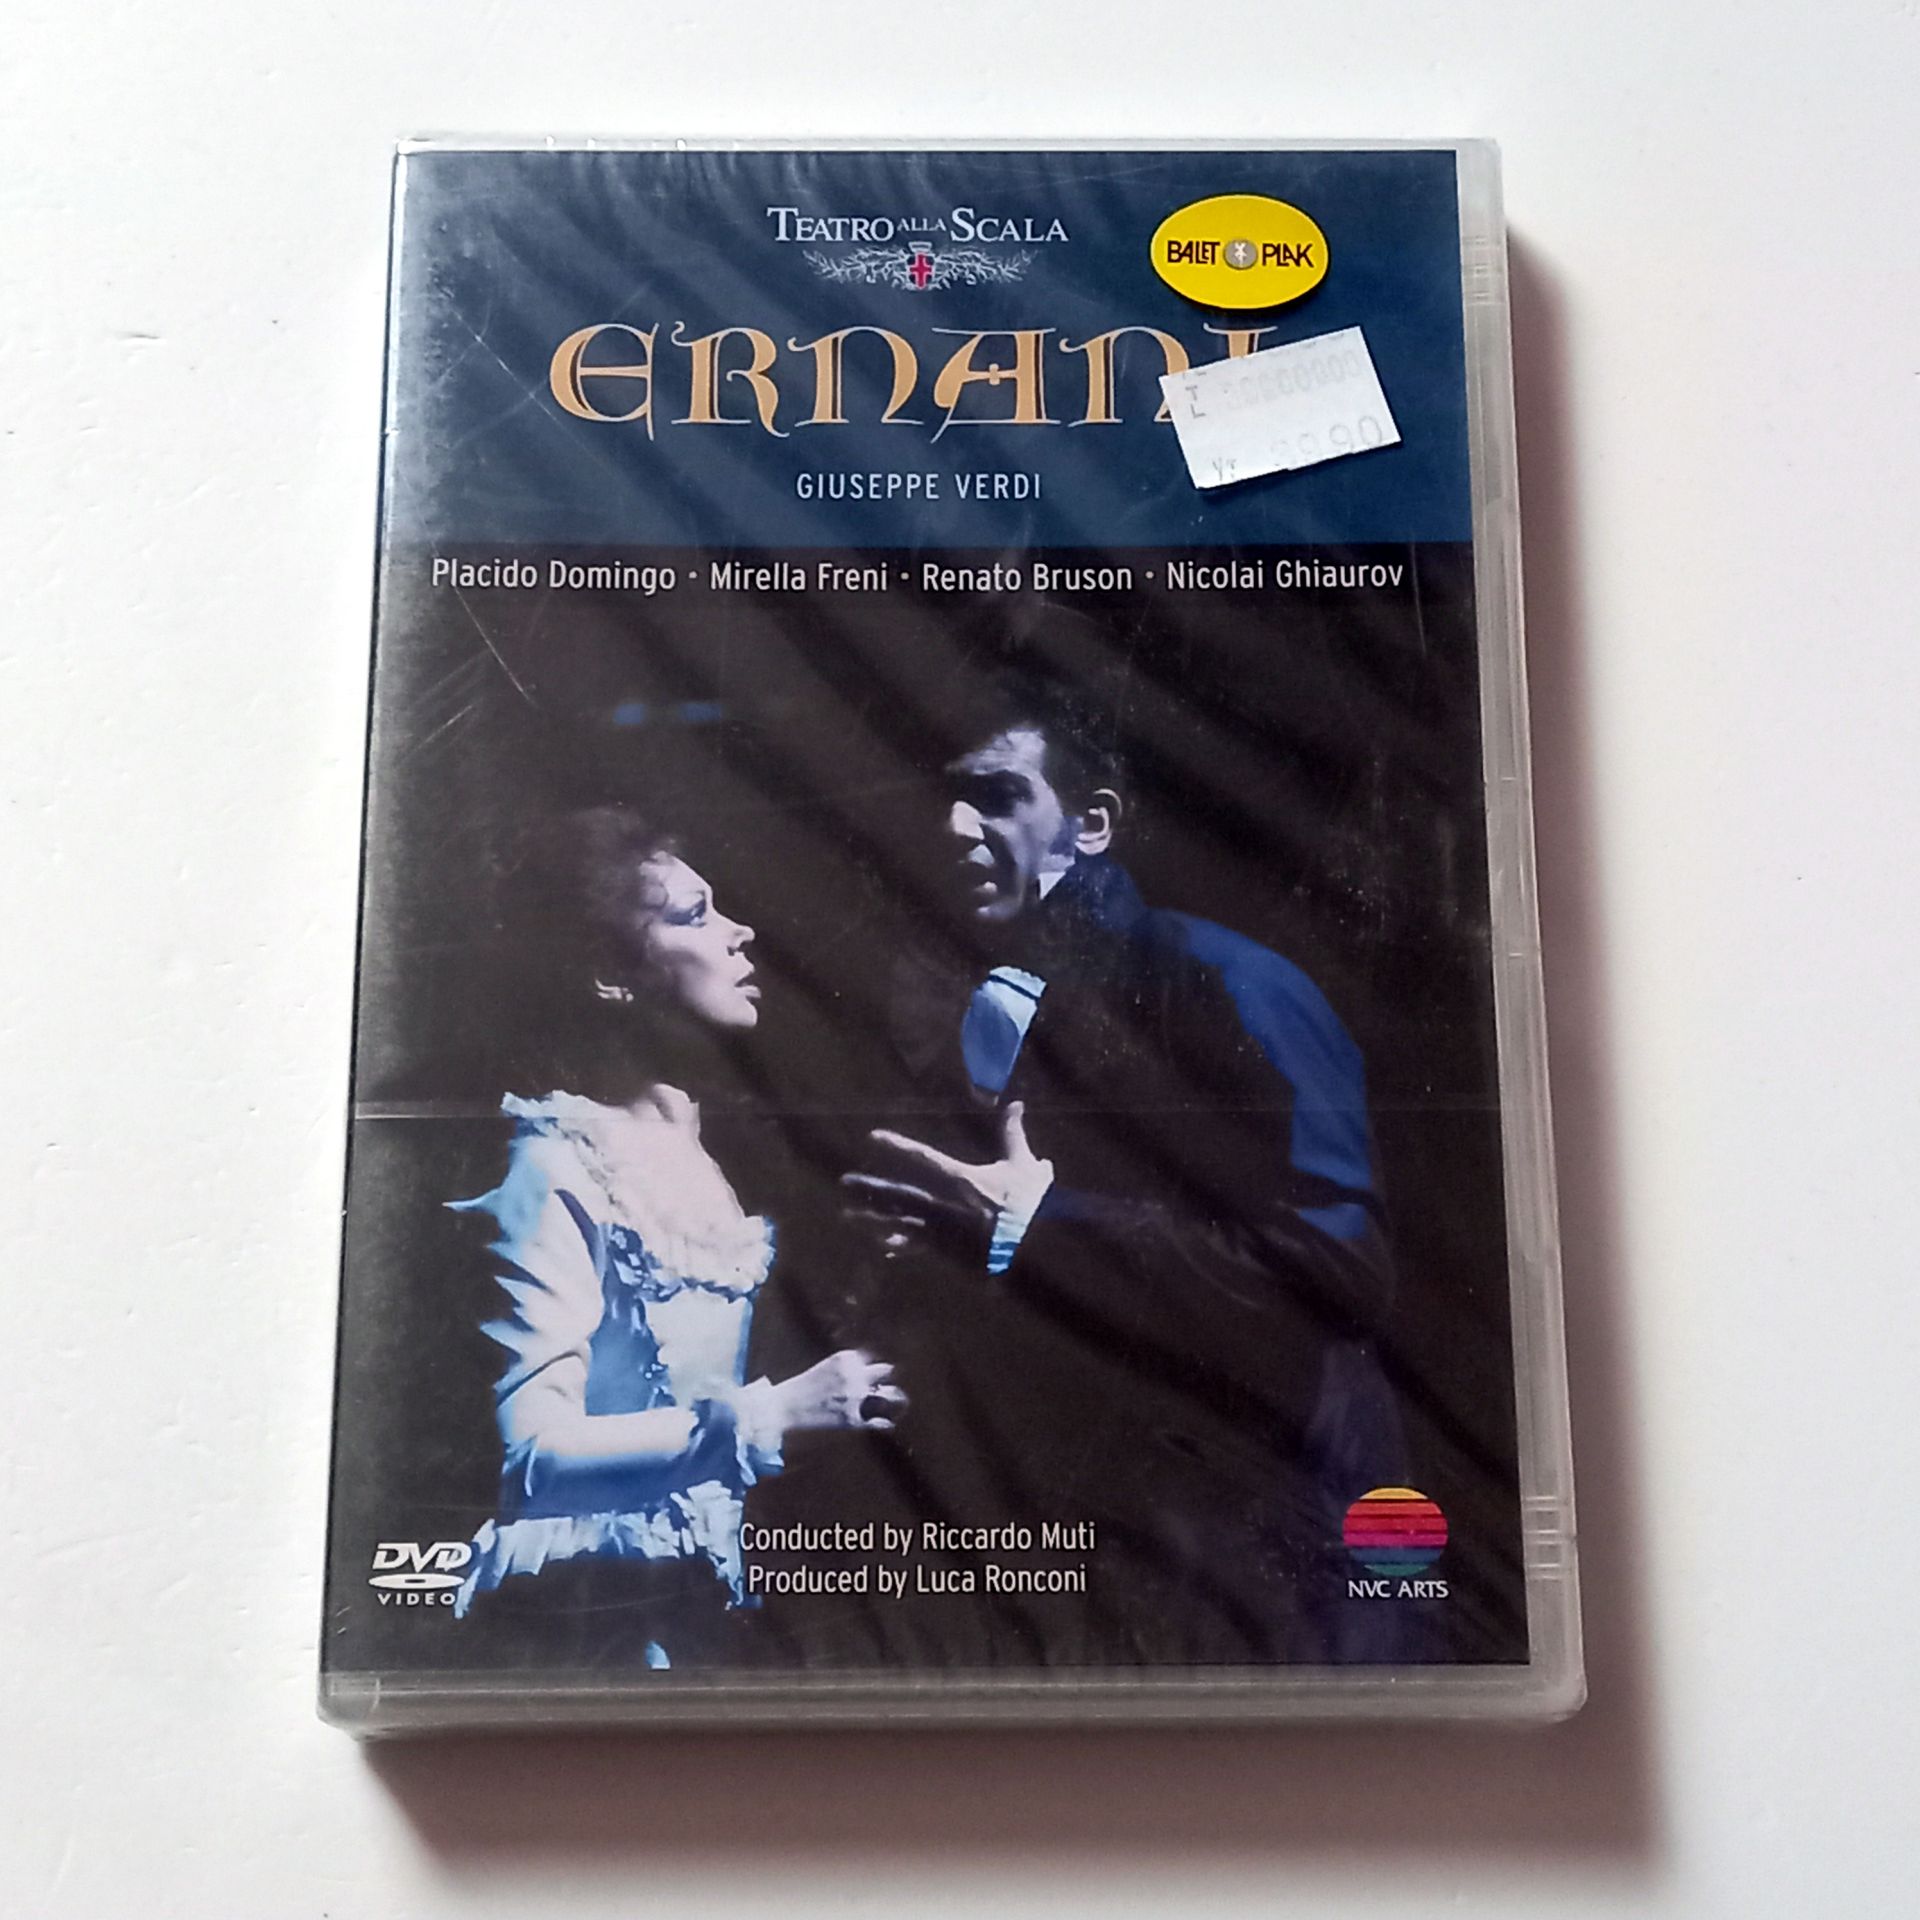 TEATRO ALLA SCALA
BALET PLAK
ERNANI
GIUSEPPE VERDI
Placido Domingo · Mirella Freni · Renato Bruson · Nicolai Ghiaurov
Conducted by Riccardo Muti
Produced by Luca Ronconi
DVD
VIDEO
NVC ARTS